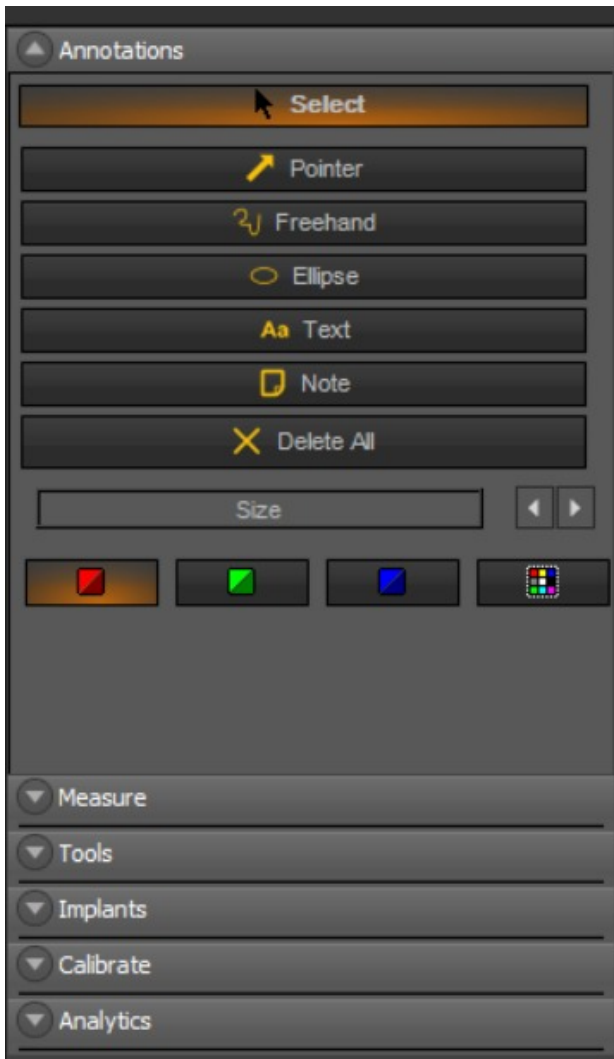 Annotations
Select
Pointer
Freehand
Ellipse
Aa Text
Note
Delete All
Size
Measure
Tools
Implants
Calibrate
Analytics